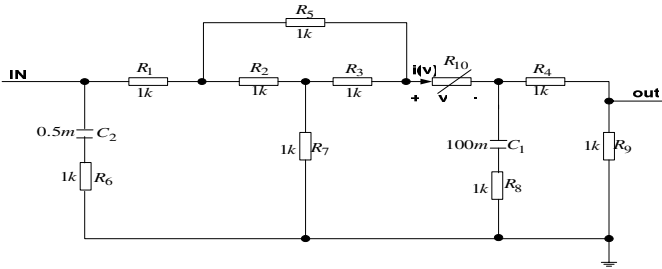 R5
1k
IN
R1
1k
R2
1k
R3
1k
i(v)
+ v -
R10
R4
1k
out
0.5m C2
1k R6
1k R7
100m C1
1k R8
1k R9